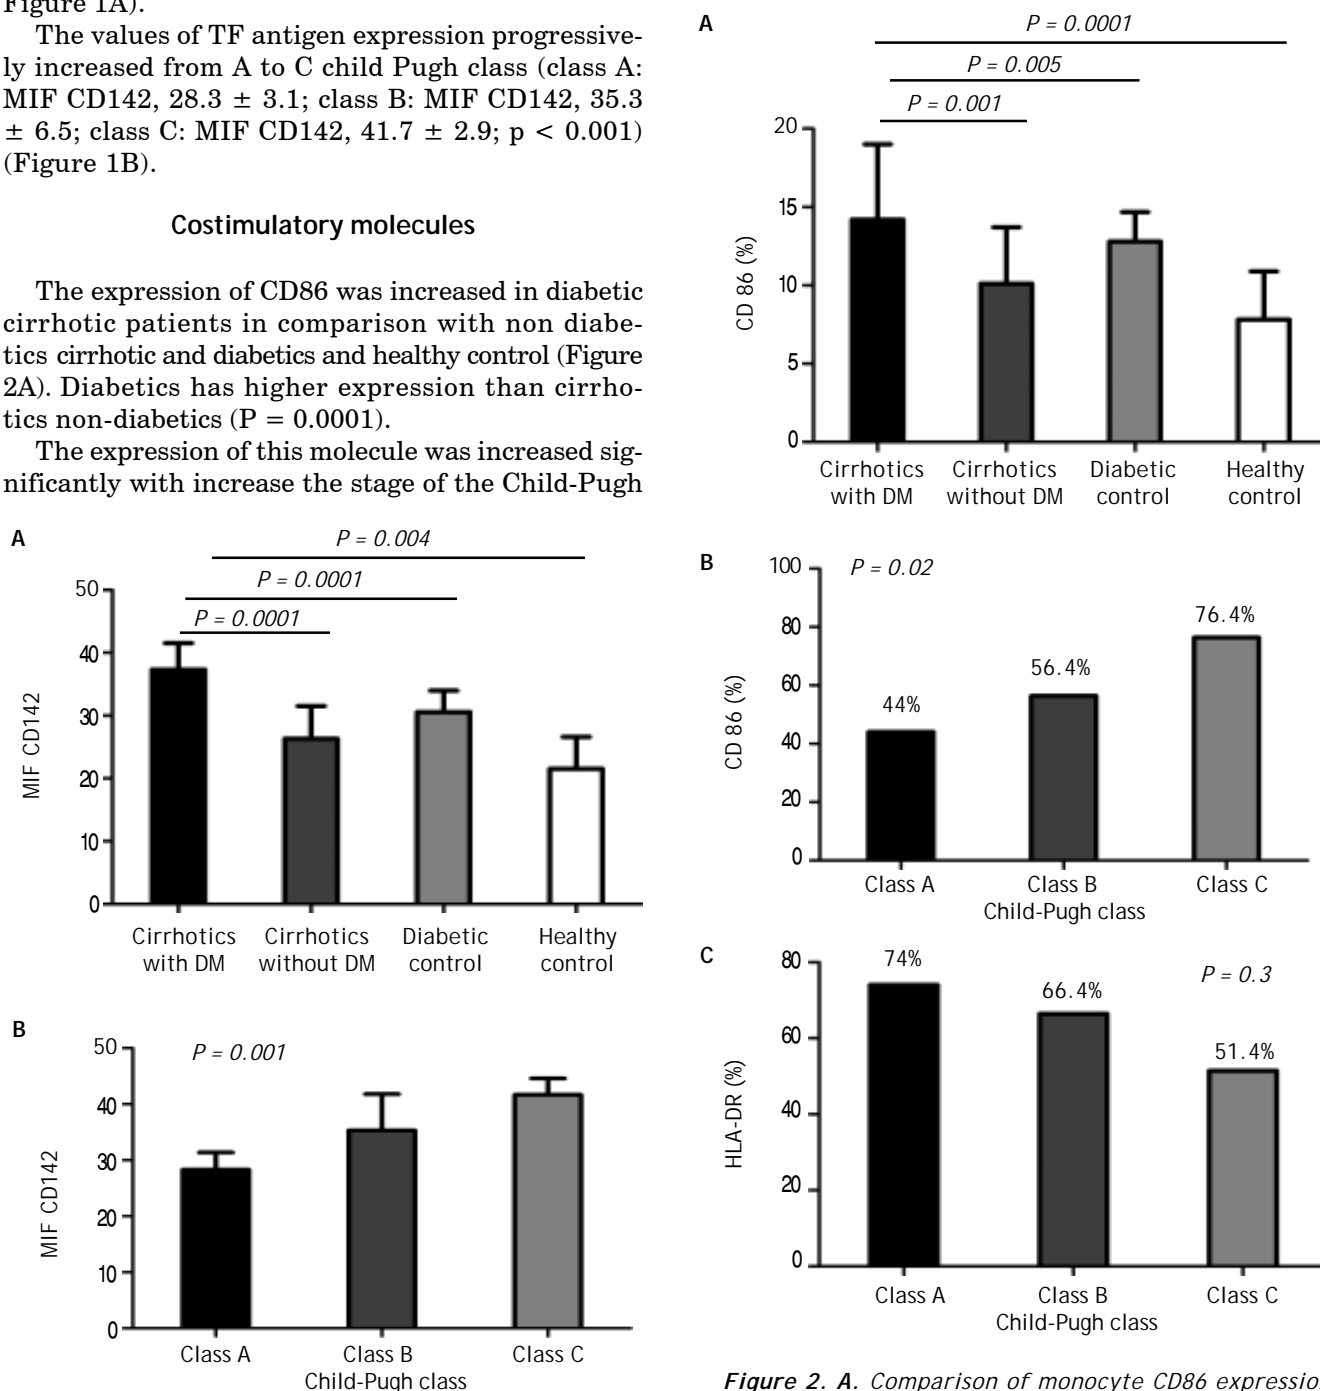 Figure 1A).
The values of TF antigen expression progressive-
ly increased from A to C child Pugh class (class A:
MIF CD142, 28.3 ± 3.1; class B: MIF CD142, 35.3
± 6.5; class C: MIF CD142, 41.7 ± 2.9; p < 0.001)
(Figure 1B).
Costimulatory molecules
The expression of CD86 was increased in diabetic
cirrhotic patients in comparison with non diabe-
tics cirrhotic and diabetics and healthy control (Figure
2A). Diabetics has higher expression than cirrho-
tics non-diabetics (P = 0.0001).
The expression of this molecule was increased sig-
nificantly with increase the stage of the Child-Pugh
A
P = 0.004
P = 0.0001
P = 0.0001
50
40
30
20
10
0
MIF CD142
Cirrhotics Cirrhotics Diabetic Healthy
with DM without DM control control
B
P = 0.001
50
40
30
20
10
0
MIF CD142
Class A Class B Class C
Child-Pugh class
A
P = 0.0001
P = 0.005
P = 0.001
20
15
10
5
0
CD 86 (%)
Cirrhotics Cirrhotics Diabetic Healthy
with DM without DM control control
B
P = 0.02
100
80
60
40
20
0
CD 86 (%)
44%
56.4%
76.4%
Class A Class B Class C
Child-Pugh class
C
P = 0.3
80
60
40
20
0
HLA-DR (%)
74%
66.4%
51.4%
Class A Class B Class C
Child-Pugh class
Figure 2. A. Comparison of monocyte CD86 expressio